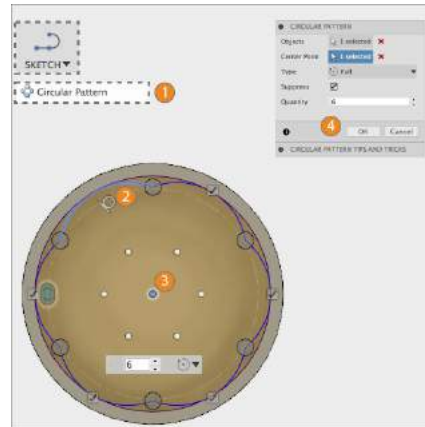 CIRCULAR PATTERN
Objects 1 selected
Center Point 1 selected
SKETCH
Type Full
Circular Pattern
1
Suppress
Quantity 6
4
OK Cancel
CIRCULAR PATTERN TIPS AND TRICKS
2
3
6